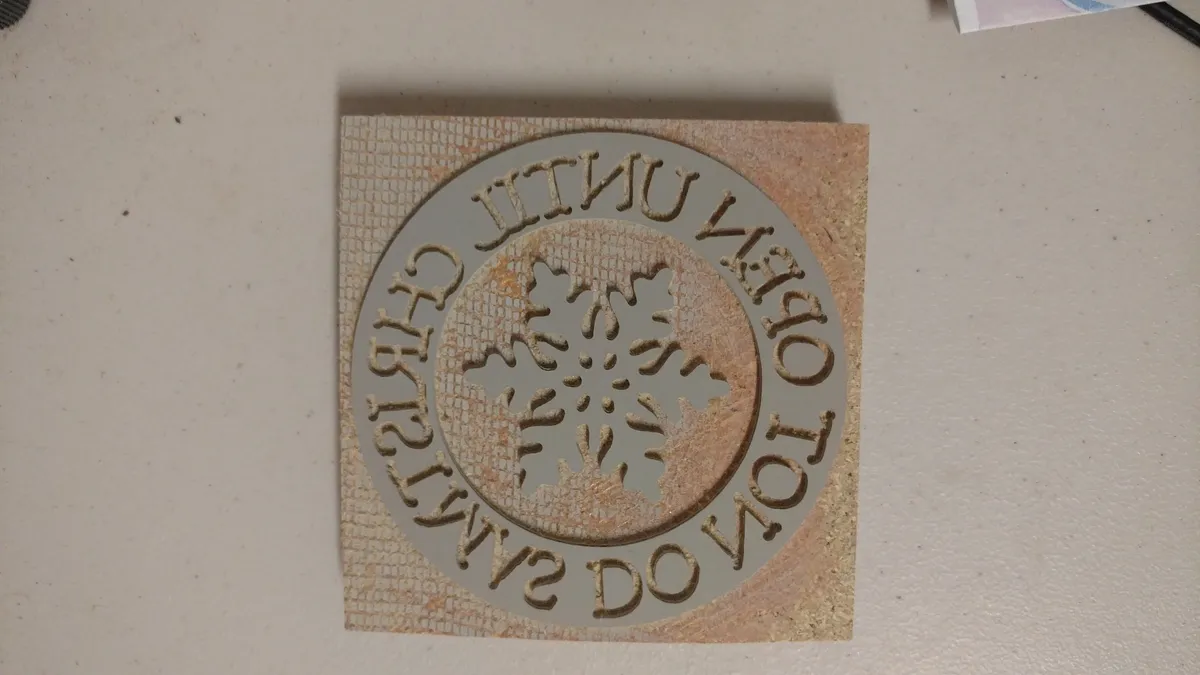 DO NOT OPEN UNTIL CHRISTMAS